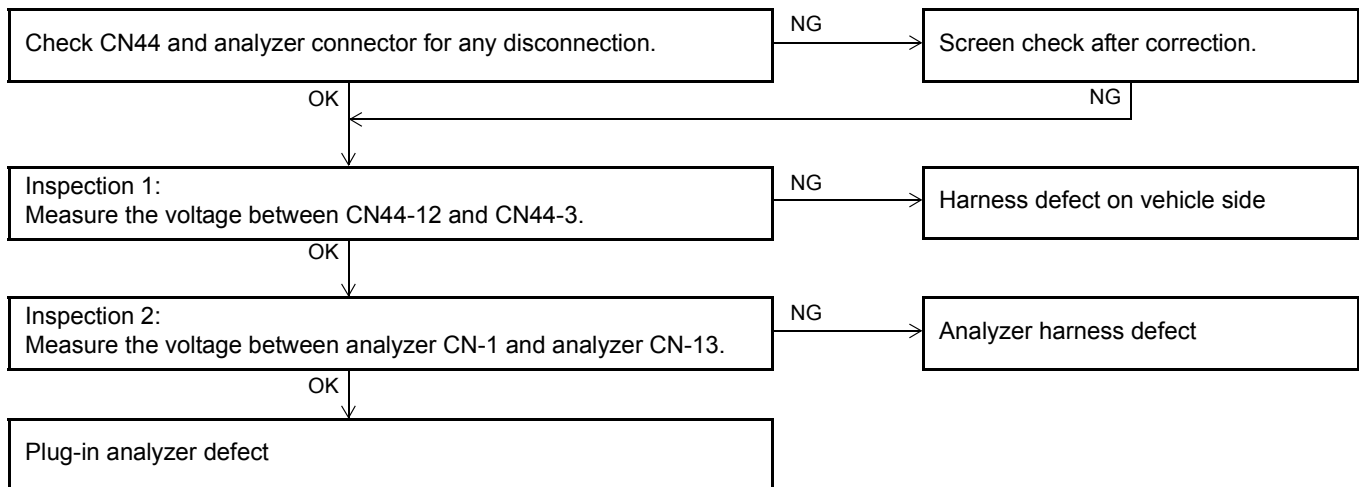 Check CN44 and analyzer connector for any disconnection.
NG
Screen check after correction.
OK
NG
Inspection 1:
Measure the voltage between CN44-12 and CN44-3.
NG
Harness defect on vehicle side
OK
Inspection 2:
Measure the voltage between analyzer CN-1 and analyzer CN-13.
NG
Analyzer harness defect
OK
Plug-in analyzer defect